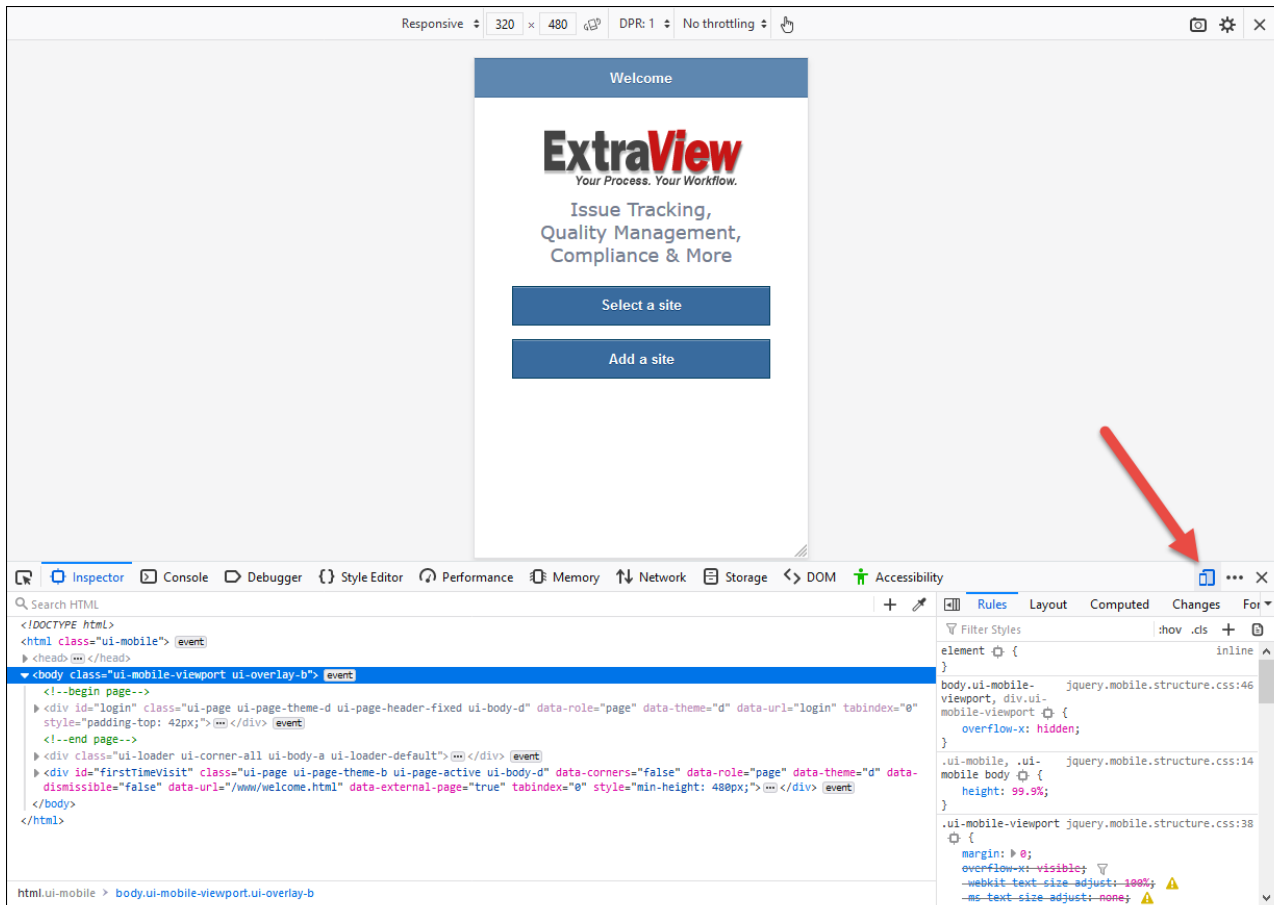 Responsive 320 × 480 DPR: 1 No throttling
Welcome
ExtraView
Your Process. Your Workflow.
Issue Tracking,
Quality Management,
Compliance & More
Select a site
Add a site
Inspector Console Debugger {} Style Editor Performance Memory Network Storage DOM Accessibility
Search HTML
<!DOCTYPE html>
<html class="ui-mobile"> event
<head> </head>
<body class="ui-mobile-viewport ui-overlay-b"> event
<!--begin page-->
<div id="login" class="ui-page ui-page-theme-d ui-page-header-fixed ui-body-d" data-role="page" data-theme="d" data-url="login" tabindex="0"
style="padding-top: 42px;"> </div> event
<!--end page-->
<div class="ui-loader ui-corner-all ui-body-a ui-loader-default"> </div> event
<div id="firstTimeVisit" class="ui-page ui-page-theme-b ui-page-active ui-body-d" data-corners="false" data-role="page" data-theme="d" data-
dismissible="false" data-url="/www/welcome.html" data-external-page="true" tabindex="0" style="min-height: 480px;"> </div> event
</body>
</html>
html.ui-mobile > body.ui-mobile-viewport.ui-overlay-b
Rules Layout Computed Changes For
Filter Styles :hov .cls +
element { inline
}
body.ui-mobile- jquery.mobile.structure.css:46
viewport, div.ui-
mobile-viewport {
overflow-x: hidden;
}
.ui-mobile, .ui- jquery.mobile.structure.css:14
mobile body {
height: 99.9%;
}
.ui-mobile-viewport jquery.mobile.structure.css:38
{
margin: 0;
overflow-x: visible;
-webkit-text-size-adjust: 100%;
-ms-text-size-adjust: none;